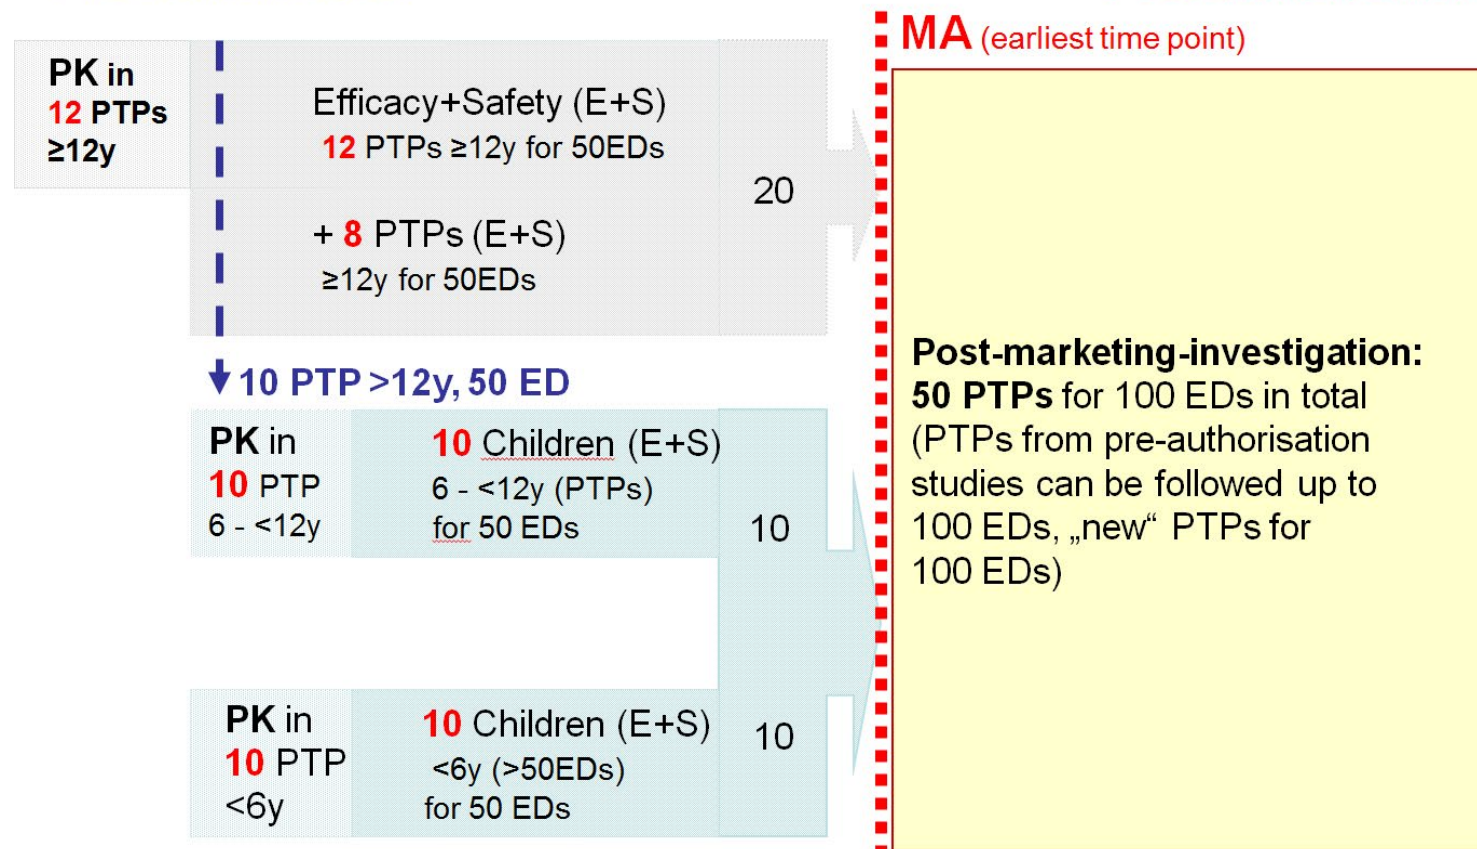 MA (earliest time point)
PK in
12 PTPs
≥12y
Efficacy+Safety (E+S)
12 PTPs ≥12y for 50EDs
+ 8 PTPs (E+S)
≥12y for 50EDs
20
10 PTP >12y, 50 ED
PK in
10 PTP
6 - <12y
10 Children (E+S)
6 - <12y (PTPs)
for 50 EDs
10
PK in
10 PTP
<6y
10 Children (E+S)
<6y (>50EDs)
for 50 EDs
10
Post-marketing-investigation:
50 PTPs for 100 EDs in total
(PTPs from pre-authorisation
studies can be followed up to
100 EDs, „new“ PTPs for
100 EDs)